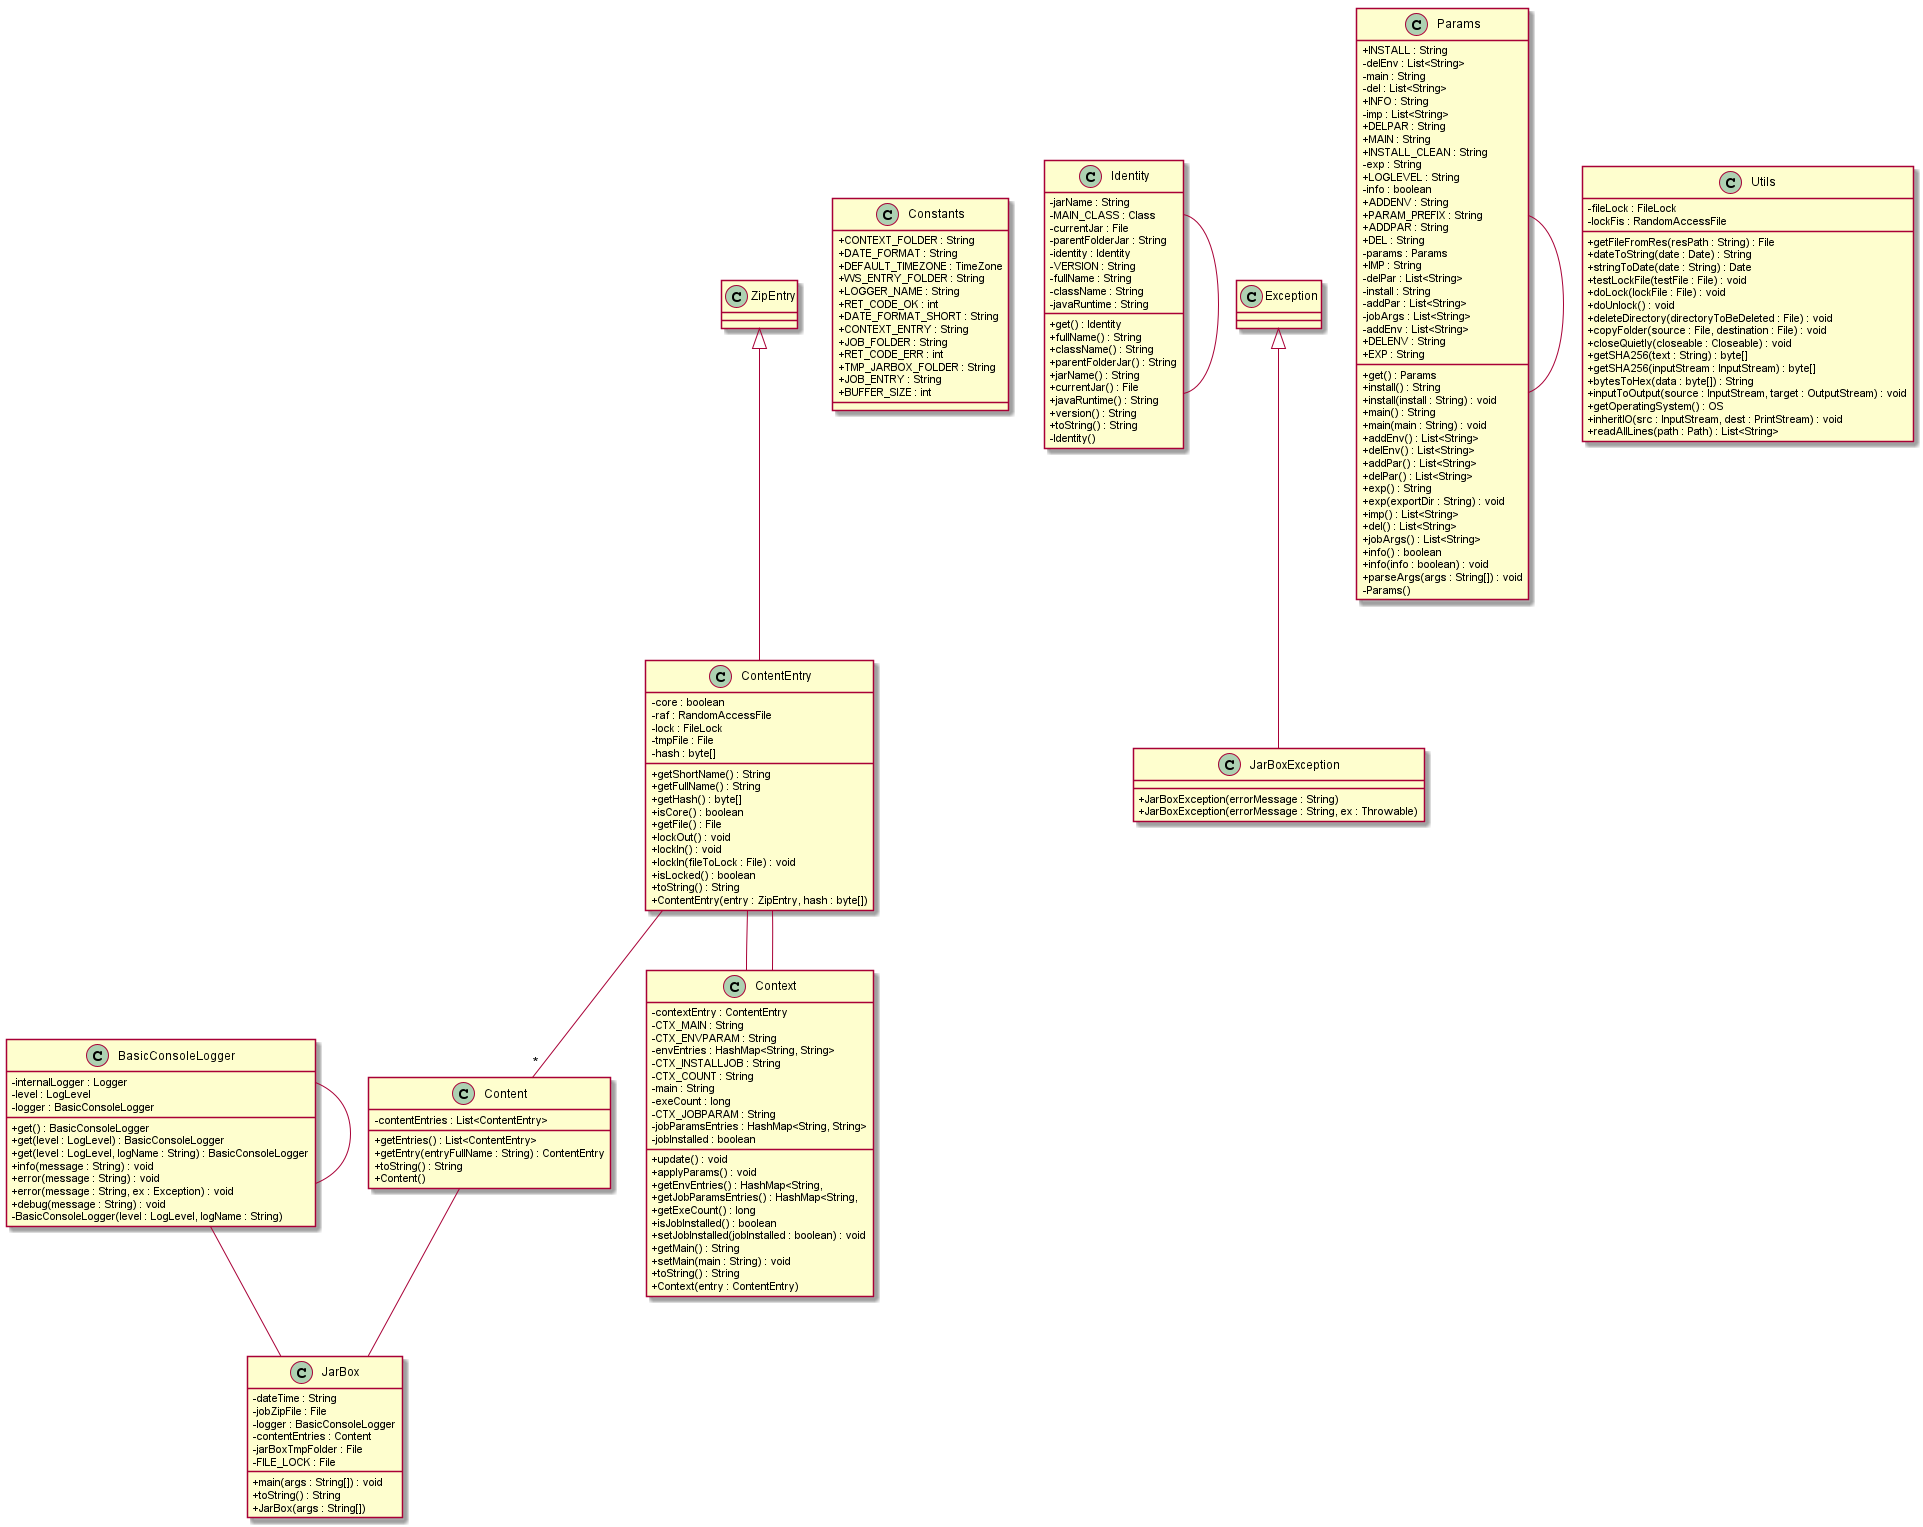 C Params
+INSTALL : String
-delEnv : List<String>
-main : String
-del : List<String>
+INFO : String
-imp : List<String>
+DELPAR : String
+MAIN : String
+INSTALL_CLEAN : String
-exp : String
+LOGLEVEL : String
-info : boolean
+ADDENV : String
+PARAM_PREFIX : String
+ADDPAR : String
+DEL : String
-params : Params
+IMP : String
-delPar : List<String>
-install : String
-addPar : List<String>
-jobArgs : List<String>
-addEnv : List<String>
+DELENV : String
+EXP : String
+get() : Params
+install() : String
+install(install : String) : void
+main() : String
+main(main : String) : void
+addEnv() : List<String>
+delEnv() : List<String>
+addPar() : List<String>
+delPar() : List<String>
+exp() : String
+exp(exportDir : String) : void
+imp() : List<String>
+del() : List<String>
+jobArgs() : List<String>
+info() : boolean
+info(info : boolean) : void
+parseArgs(args : String[]) : void
-Params()
C Identity
-jarName : String
-MAIN_CLASS : Class
-currentJar : File
-parentFolderJar : String
-identity : Identity
-VERSION : String
-fullName : String
-className : String
-javaRuntime : String
+get() : Identity
+fullName() : String
+className() : String
+parentFolderJar() : String
+jarName() : String
+currentJar() : File
+javaRuntime() : String
+version() : String
+toString() : String
-Identity()
C Utils
-fileLock : FileLock
-lockFis : RandomAccessFile
+getFileFromRes(resPath : String) : File
+dateToString(date : Date) : String
+stringToDate(date : String) : Date
+testLockFile(testFile : File) : void
+doLock(lockFile : File) : void
+doUnlock() : void
+deleteDirectory(directoryToBeDeleted : File) : void
+copyFolder(source : File, destination : File) : void
+closeQuietly(closeable : Closeable) : void
+getSHA256(text : String) : byte[]
+getSHA256(inputStream : InputStream) : byte[]
+bytesToHex(data : byte[]) : String
+inputToOutput(source : InputStream, target : OutputStream) : void
+getOperatingSystem() : OS
+inheritIO(src : InputStream, dest : PrintStream) : void
+readAllLines(path : Path) : List<String>
C Constants
+CONTEXT_FOLDER : String
+DATE_FORMAT : String
+DEFAULT_TIMEZONE : TimeZone
+WS_ENTRY_FOLDER : String
+LOGGER_NAME : String
+RET_CODE_OK : int
+DATE_FORMAT_SHORT : String
+CONTEXT_ENTRY : String
+JOB_FOLDER : String
+RET_CODE_ERR : int
+TMP_JARBOX_FOLDER : String
+JOB_ENTRY : String
+BUFFER_SIZE : int
C ZipEntry
C Exception
C ContentEntry
-core : boolean
-raf : RandomAccessFile
-lock : FileLock
-tmpFile : File
-hash : byte[]
+getShortName() : String
+getFullName() : String
+getHash() : byte[]
+isCore() : boolean
+getFile() : File
+lockOut() : void
+lockIn() : void
+lockIn(fileToLock : File) : void
+isLocked() : boolean
+toString() : String
+ContentEntry(entry : ZipEntry, hash : byte[])
C JarBoxException
+JarBoxException(errorMessage : String)
+JarBoxException(errorMessage : String, ex : Throwable)
C Context
-contextEntry : ContentEntry
-CTX_MAIN : String
-CTX_ENVPARAM : String
-envEntries : HashMap<String, String>
-CTX_INSTALLJOB : String
-CTX_COUNT : String
-main : String
-exeCount : long
-CTX_JOBPARAM : String
-jobParamsEntries : HashMap<String, String>
-jobInstalled : boolean
+update() : void
+applyParams() : void
+getEnvEntries() : HashMap<String,
+getJobParamsEntries() : HashMap<String,
+getExeCount() : long
+isJobInstalled() : boolean
+setJobInstalled(jobInstalled : boolean) : void
+getMain() : String
+setMain(main : String) : void
+toString() : String
+Context(entry : ContentEntry)
C BasicConsoleLogger
-internalLogger : Logger
-level : LogLevel
-logger : BasicConsoleLogger
+get() : BasicConsoleLogger
+get(level : LogLevel) : BasicConsoleLogger
+get(level : LogLevel, logName : String) : BasicConsoleLogger
+info(message : String) : void
+error(message : String) : void
+error(message : String, ex : Exception) : void
+debug(message : String) : void
-BasicConsoleLogger(level : LogLevel, logName : String)
*
C Content
-contentEntries : List<ContentEntry>
+getEntries() : List<ContentEntry>
+getEntry(entryFullName : String) : ContentEntry
+toString() : String
+Content()
C JarBox
-dateTime : String
-jobZipFile : File
-logger : BasicConsoleLogger
-contentEntries : Content
-jarBoxTmpFolder : File
-FILE_LOCK : File
+main(args : String[]) : void
+toString() : String
+JarBox(args : String[])